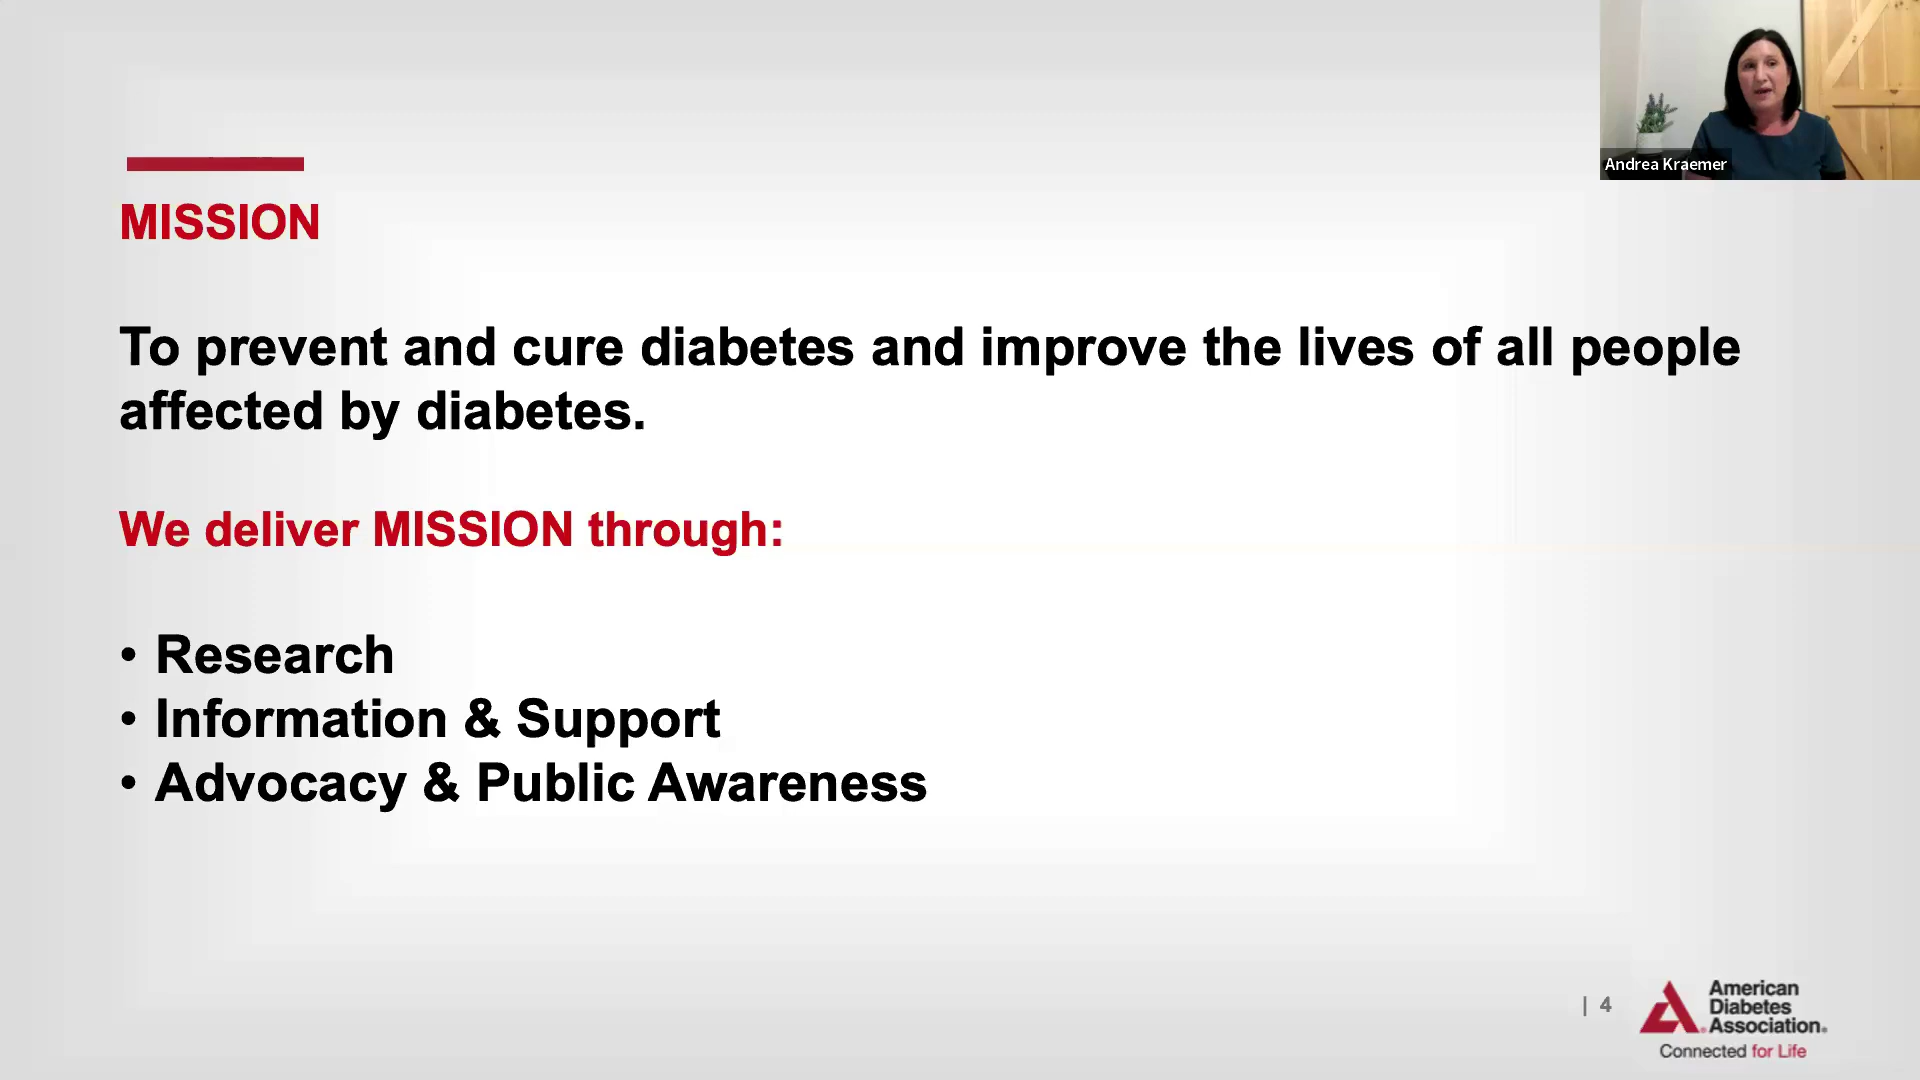 Andrea Kraemer
MISSION
To prevent and cure diabetes and improve the lives of all people
affected by diabetes.
We deliver MISSION through:
• Research
• Information & Support
• Advocacy & Public Awareness
| 4
American
Diabetes
Association®
Connected for Life